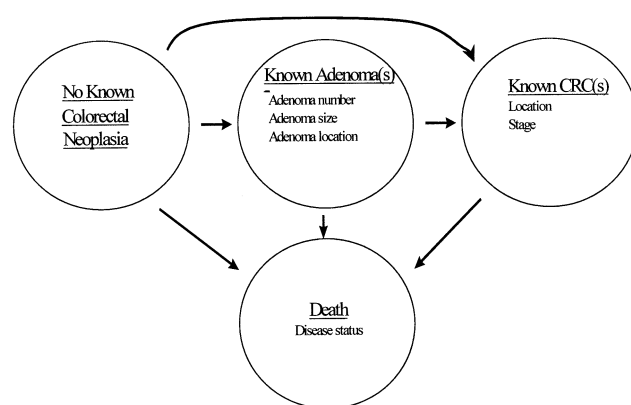 No Known
Colorectal
Neoplasia
Known Adenoma(s)
Adenoma number
Adenoma size
Adenoma location
Known CRC(s)
Location
Stage
Death
Disease status